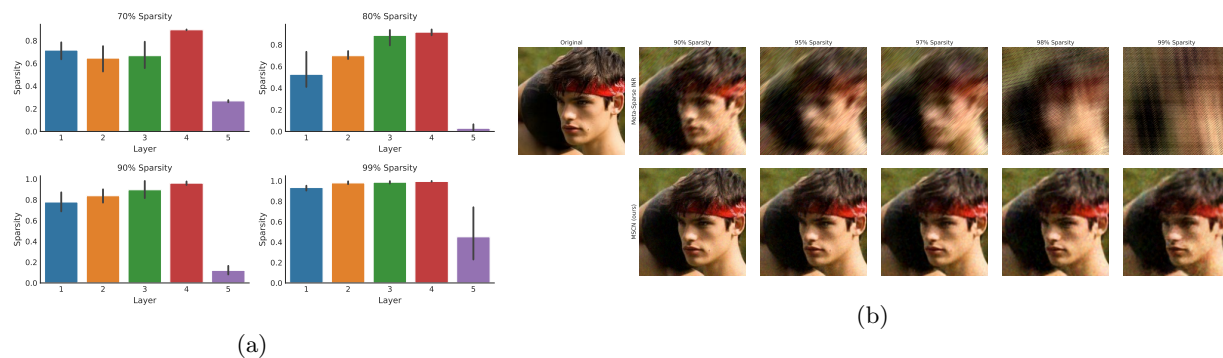 70% Sparsity
Sparsity
0.8
0.6
0.4
0.2
0.0
1 2 3 4 5
Layer
80% Sparsity
0.8
0.6
0.4
0.2
0.0
1 2 3 4 5
Layer
90% Sparsity
Sparsity
1.0
0.8
0.6
0.4
0.2
0.0
1 2 3 4 5
Layer
99% Sparsity
Sparsity
1.0
0.8
0.6
0.4
0.2
0.0
1 2 3 4 5
Layer
(a)
Original 90% Sparsity 95% Sparsity 97% Sparsity 98% Sparsity 99% Sparsity
Meta-Sparse INR
MSCN (ours)
(b)